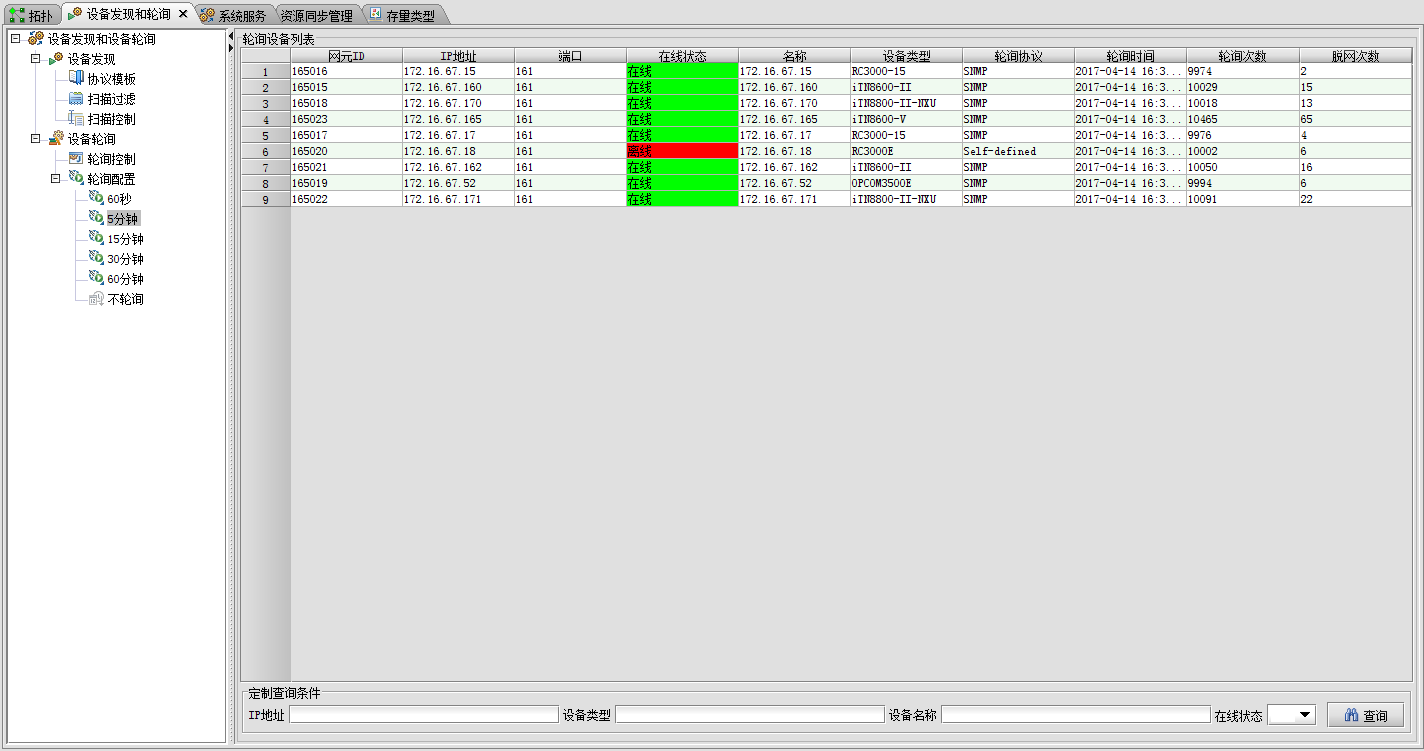 拓扑 设备发现和轮询 系统服务 资源同步管理 存量类型
设备发现和设备轮询
设备发现
协议模板
扫描过滤
扫描控制
设备轮询
轮询控制
轮询配置
60秒
5分钟
15分钟
30分钟
60分钟
不轮询
轮询设备列表
网元ID IP地址 端口 在线状态 名称 设备类型 轮询协议 轮询时间 轮询次数 脱网次数
1 165016 172.16.67.15 161 在线 172.16.67.15 RC3000-15 SNMP 2017-04-14 16:3... 9974 2
2 165015 172.16.67.160 161 在线 172.16.67.160 iTN8600-II SNMP 2017-04-14 16:3... 10029 15
3 165018 172.16.67.170 161 在线 172.16.67.170 iTN8800-II-NXU SNMP 2017-04-14 16:3... 10018 13
4 165023 172.16.67.165 161 在线 172.16.67.165 iTN8600-V SNMP 2017-04-14 16:3... 10465 65
5 165017 172.16.67.17 161 在线 172.16.67.17 RC3000-15 SNMP 2017-04-14 16:3... 9976 4
6 165020 172.16.67.18 161 离线 172.16.67.18 RC3000E Self-defined 2017-04-14 16:3... 10002 6
7 165021 172.16.67.162 161 在线 172.16.67.162 iTN8600-II SNMP 2017-04-14 16:3... 10050 16
8 165019 172.16.67.52 161 在线 172.16.67.52 OPCOM3500E SNMP 2017-04-14 16:3... 9994 6
9 165022 172.16.67.171 161 在线 172.16.67.171 iTN8800-II-NXU SNMP 2017-04-14 16:3... 10091 22
定制查询条件
IP地址 设备类型 设备名称 在线状态 查询